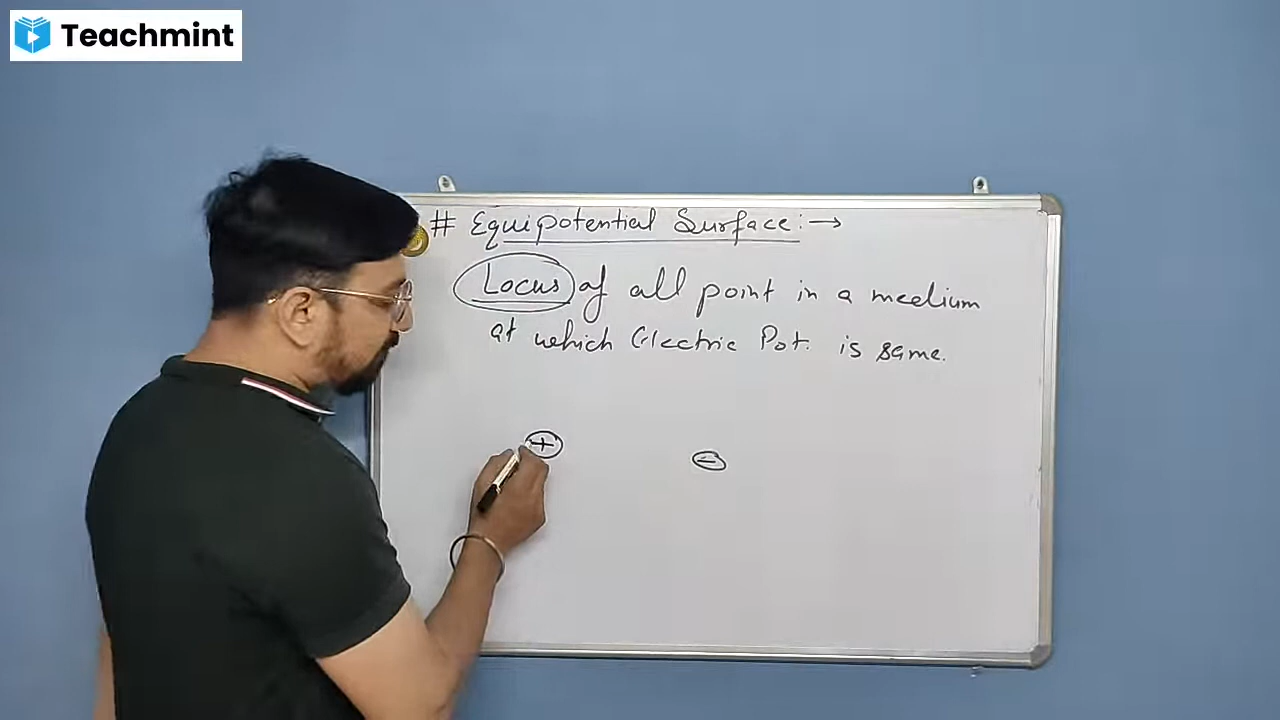 Teachmint
# Equipotential Surface:→
Locus of all point in a medium
at which Electric Pot. is same.
+
-